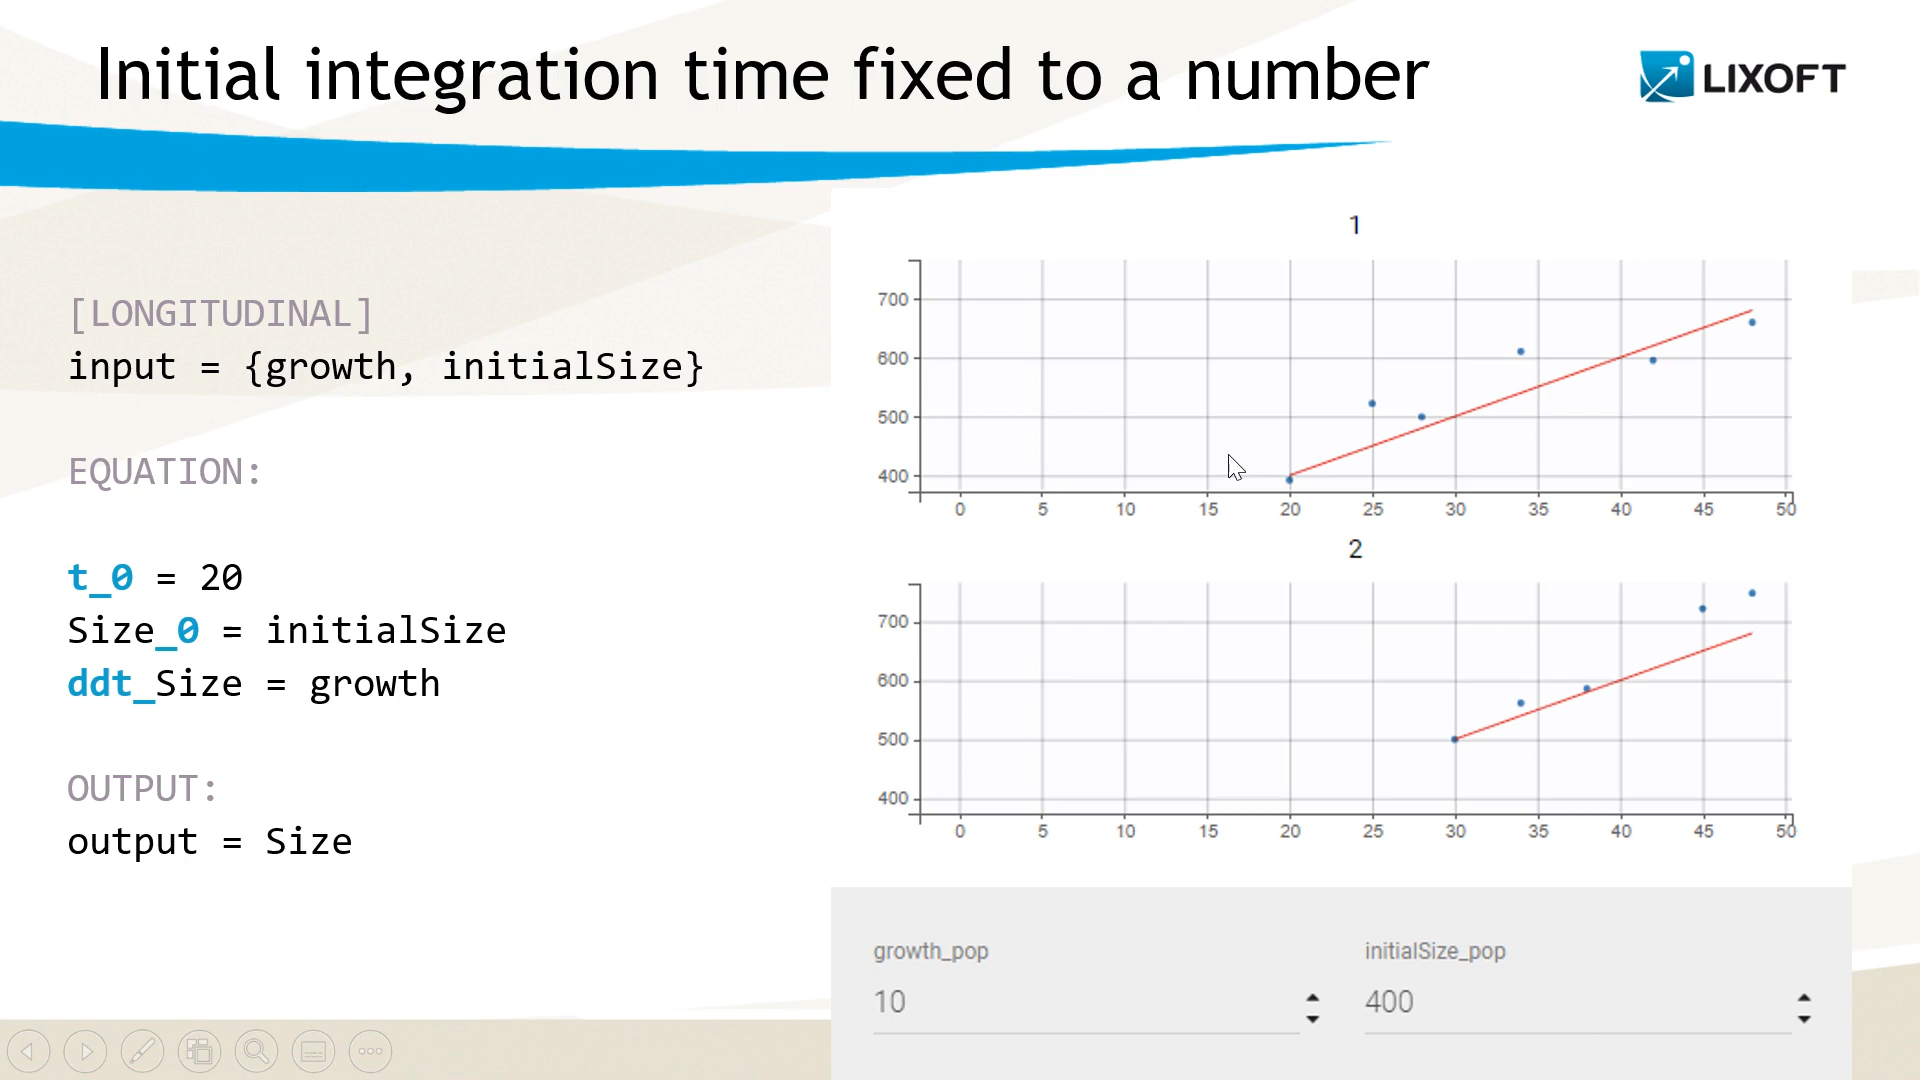 Initial integration time fixed to a number
LIXOFT
[LONGITUDINAL]
input = {growth, initialSize}
EQUATION:
t_0 = 20
Size_0 = initialSize
ddt_Size = growth
OUTPUT:
output = Size
1
700
600
500
400
0 5 10 15 20 25 30 35 40 45 50
2
700
600
500
400
0 5 10 15 20 25 30 35 40 45 50
growth_pop
10
initialSize_pop
400